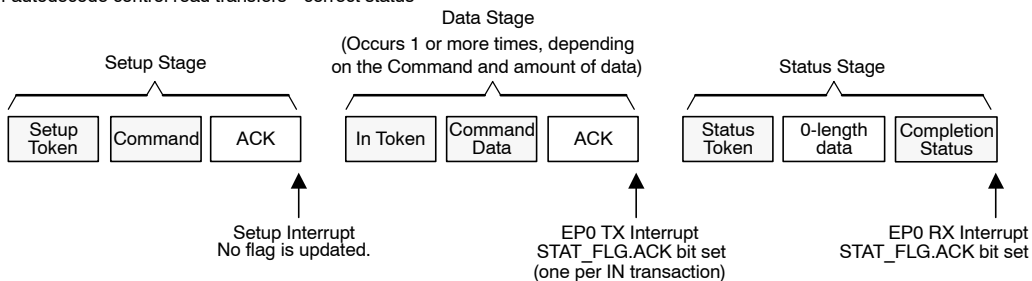 Data Stage
(Occurs 1 or more times, depending
on the Command and amount of data)
Setup Stage
Status Stage
Setup
Token
Command
ACK
In Token
Command
Data
ACK
Status
Token
0-length
data
Completion
Status
Setup Interrupt
No flag is updated.
EP0 TX Interrupt
STAT_FLG.ACK bit set
(one per IN transaction)
EP0 RX Interrupt
STAT_FLG.ACK bit set